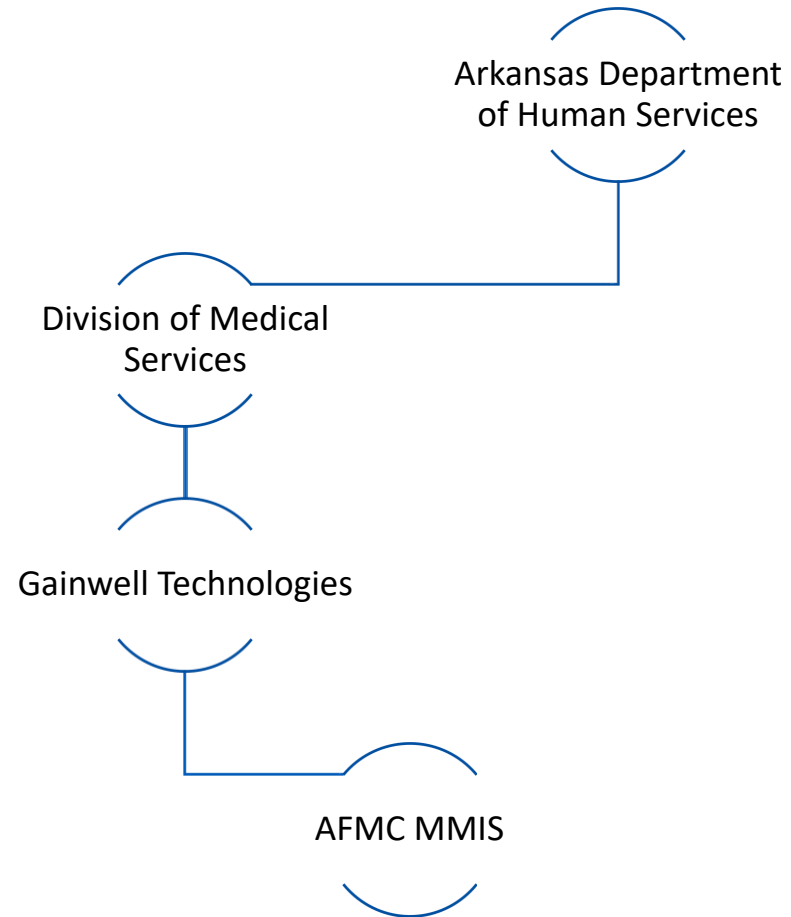 Arkansas Department
of Human Services
Division of Medical
Services
Gainwell Technologies
AFMC MMIS